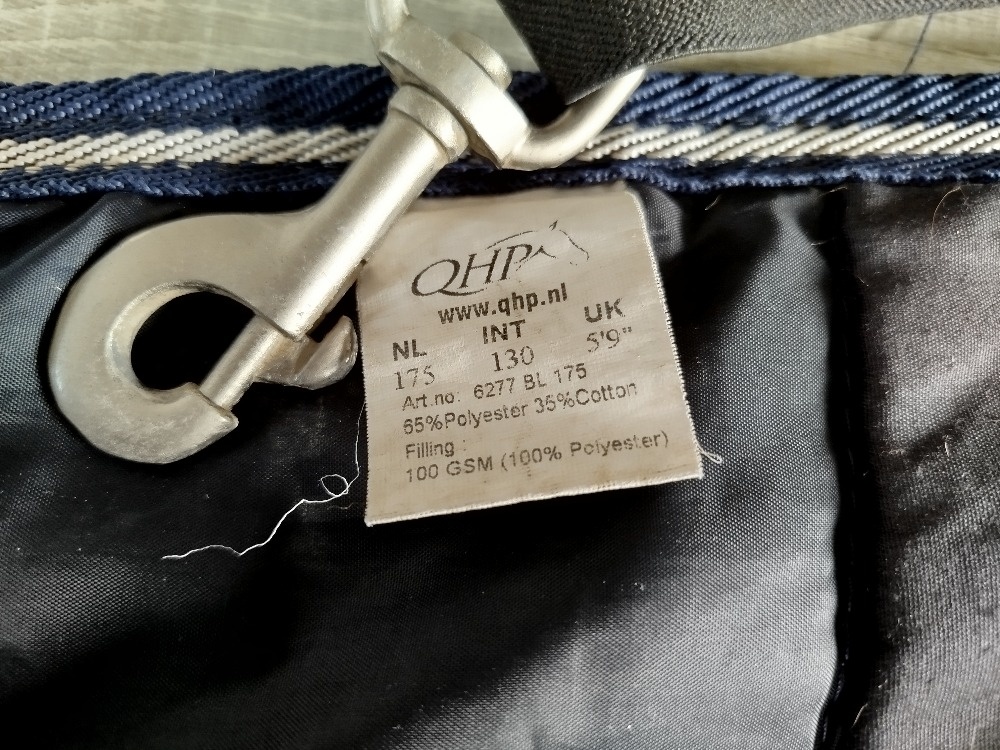 QHP
www.qhp.nl
NL INT UK
175 130 5'9"
Art.no: 6277 BL 175
65%Polyester 35%Cotton
Filling :
100 GSM (100% Polyester)